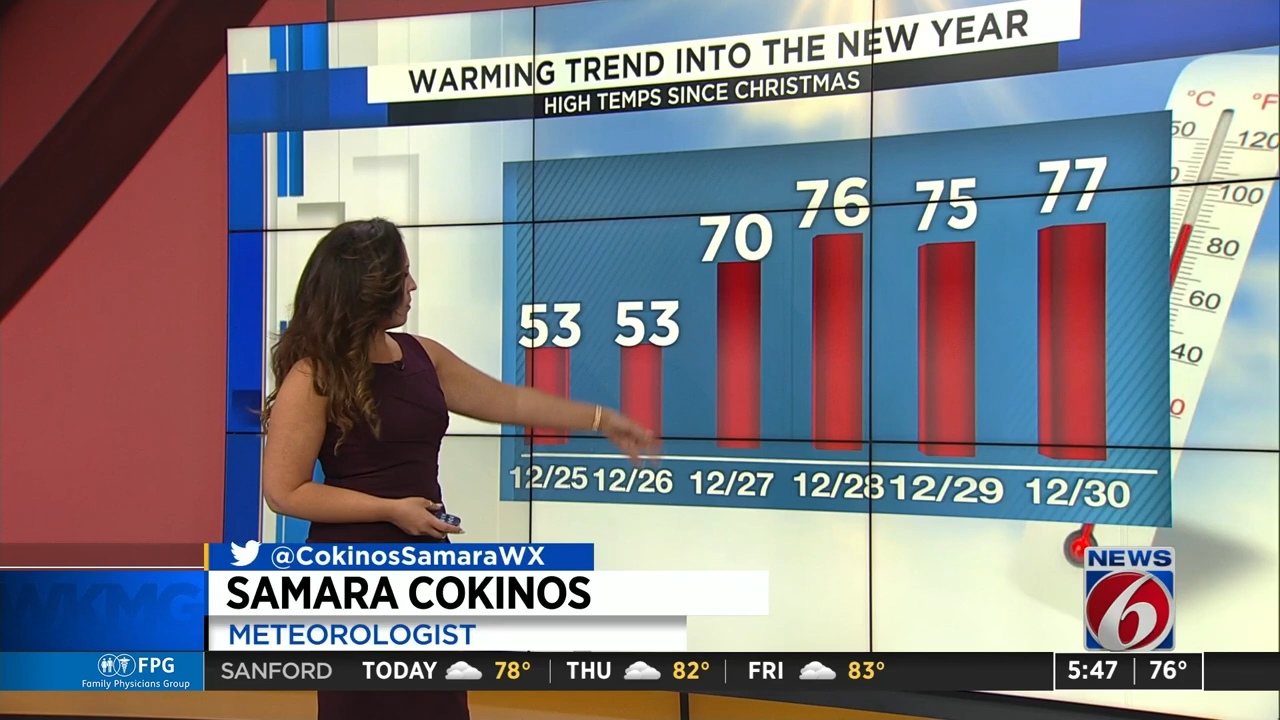 WARMING TREND INTO THE NEW YEAR
HIGH TEMPS SINCE CHRISTMAS
°C °F
50 120
100
80
60
40
0
53 53 70 76 75 77
12/25 12/26 12/27 12/28 12/29 12/30
@CokinosSamaraWX
SAMARA COKINOS
METEOROLOGIST
WKMG
NEWS
6
FPG
Family Physicians Group
SANFORD TODAY 78° THU 82° FRI 83°
5:47 76°